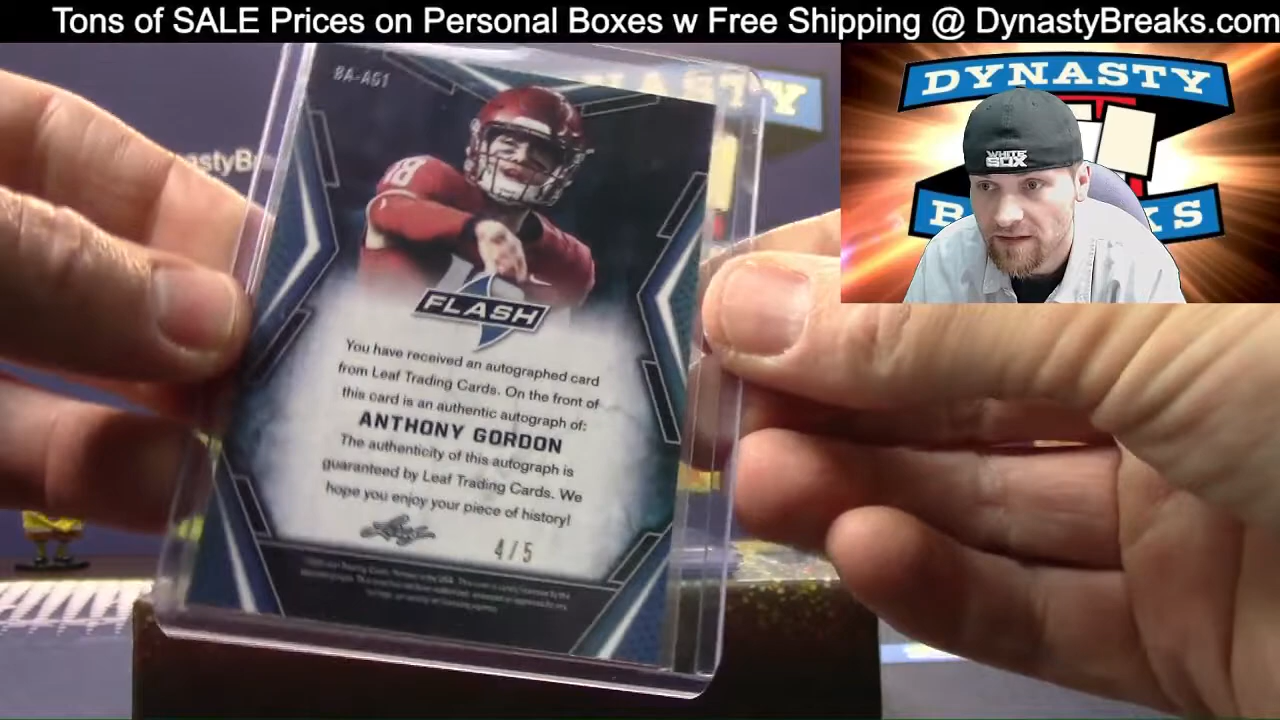 Tons of SALE Prices on Personal Boxes w Free Shipping @ DynastyBreaks.com
BA-AG1
DYNASTY
WHITE
SOX
FLASH
You have received an autographed card
from Leaf Trading Cards. On the front of
this card is an authentic autograph of:
ANTHONY GORDON
The authenticity of this autograph is
guaranteed by Leaf Trading Cards. We
hope you enjoy your piece of history!
Leaf
4/5